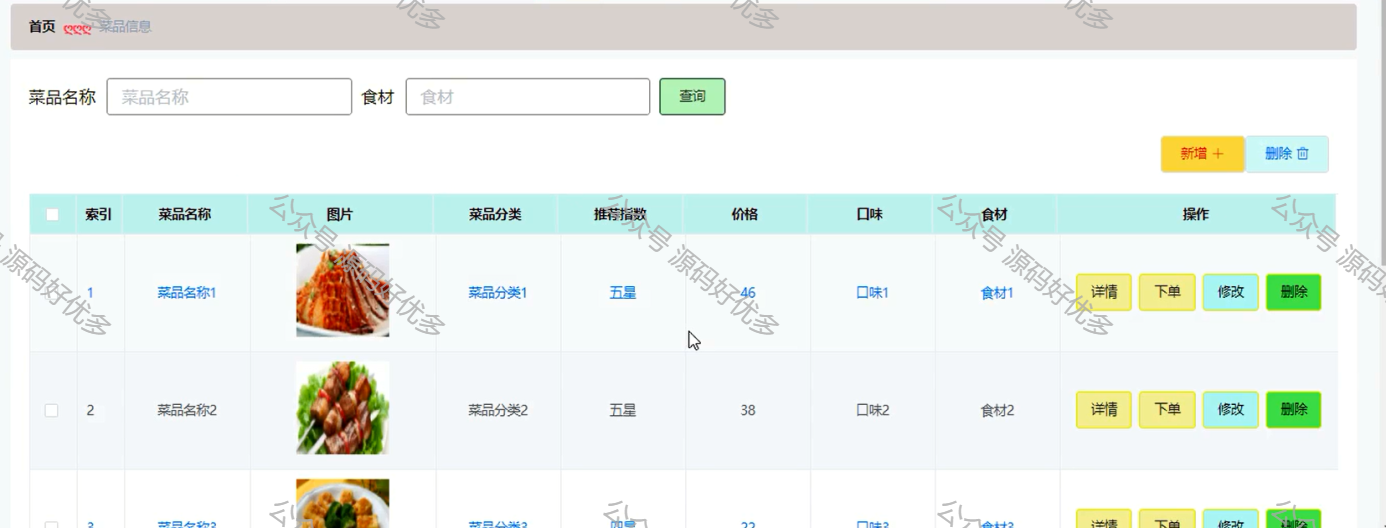 首页 ღღღ 菜品信息
菜品名称 菜品名称 食材 食材 查询
新增 + 删除
索引 菜品名称 图片 菜品分类 推荐指数 价格 口味 食材 操作
1 菜品名称1 菜品分类1 五星 46 口味1 食材1 详情 下单 修改 删除
2 菜品名称2 菜品分类2 五星 38 口味2 食材2 详情 下单 修改 删除
3 菜品名称3 菜品分类3 四星 22 口味3 食材3 详情 下单 修改 删除
公众号 源码好优多
公众号 源码好优多
公众号 源码好优多